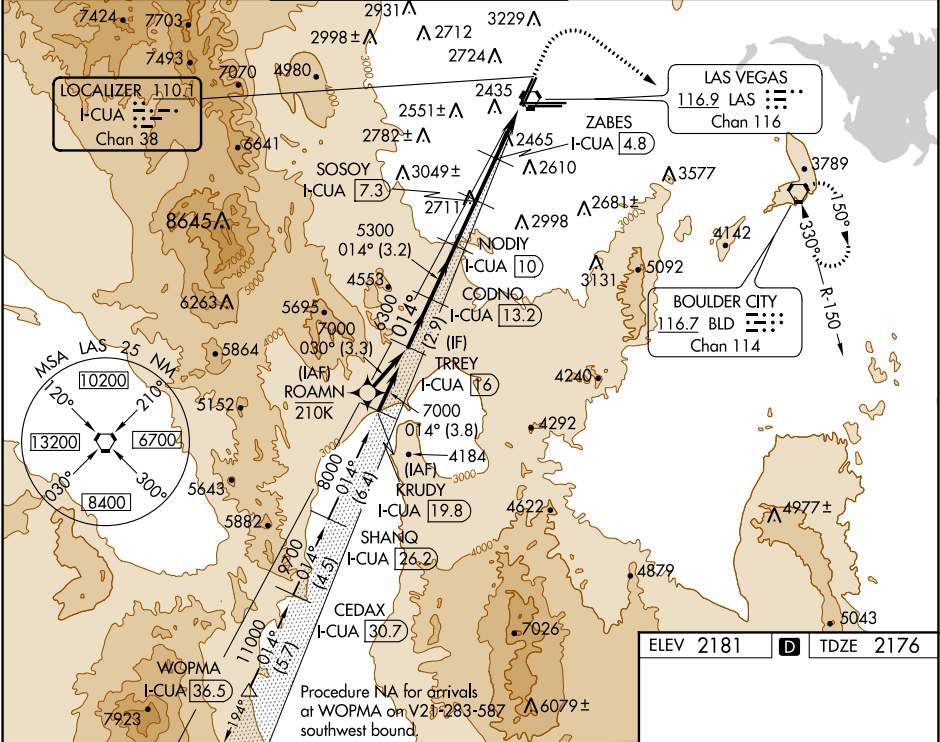 2931
7424
7703
3229
2998±
2712
7493
2724
7070
4980
LOCALIZER 110.1
I-CUA
Chan 38
2435
LAS VEGAS
116.9 LAS
Chan 116
2551±
ZABES
I-CUA 4.8
2782±
2465
6641
SOSOY
I-CUA 7.3
3049±
2610
3577
3789
2711
2681±
2998
150°
8645
7000
5300
014° (3.2)
NODIY
I-CUA 10
4142
330°
4553
3131
5092
CODNO
I-CUA 13.2
BOULDER CITY
116.7 BLD
Chan 114
R-150
6263
5695
6300
014°
(2.9)
7000
030° (3.3)
(IF)
TRREY
I-CUA 16
5864
(IAF)
ROAMN
210K
4240
MSA LAS 25 NM
10200
120°
210°
13200
6700
030°
300°
8400
5152
7000
014° (3.8)
3000
3000
3000
4292
4184
(IAF)
KRUDY
I-CUA 19.8
5643
8000
014°
(6.4)
5882
4622
4977±
SHANQ
I-CUA 26.2
4000
9700
014°
(4.5)
4879
CEDAX
I-CUA 30.7
5043
7026
11000
014°
(5.7)
ELEV 2181
D
TDZE 2176
WOPMA
I-CUA 36.5
194°
7923
Procedure NA for arrivals
at WOPMA on V21-283-587
southwest bound.
6079±